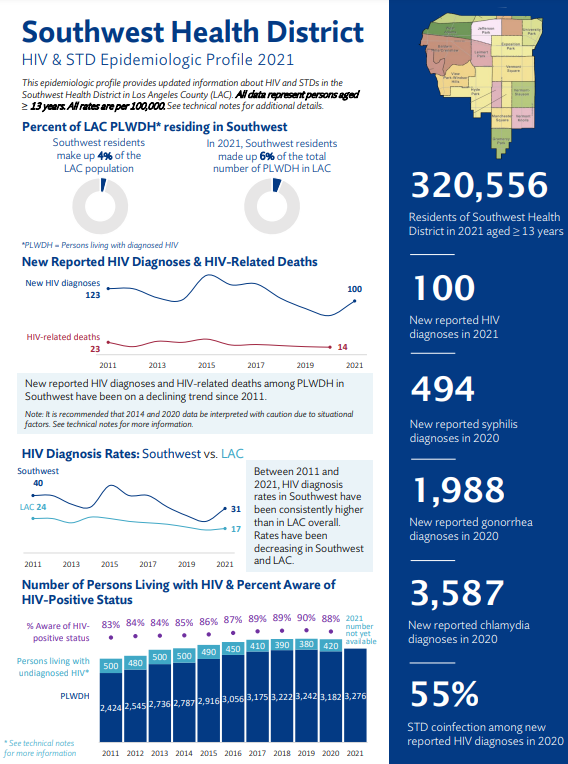 Southwest Health District
HIV & STD Epidemiologic Profile 2021
This epidemiologic profile provides updated information about HIV and STDs in the
Southwest Health District in Los Angeles County (LAC). All data represent persons aged
≥ 13 years. All rates are per 100,000. See technical notes for additional details.
Percent of LAC PLWDH* residing in Southwest
Southwest residents
make up 4% of the
LAC population
In 2021, Southwest residents
made up 6% of the total
number of PLWDH in LAC
*PLWDH = Persons living with diagnosed HIV
New Reported HIV Diagnoses & HIV-Related Deaths
New HIV diagnoses
123
100
HIV-related deaths
23
14
2011 2013 2015 2017 2019 2021
New reported HIV diagnoses and HIV-related deaths among PLWDH in
Southwest have been on a declining trend since 2011.
Note: It is recommended that 2014 and 2020 data be interpreted with caution due to situational
factors. See technical notes for more information.
HIV Diagnosis Rates: Southwest vs. LAC
Southwest
40
LAC 24
31
17
2011 2013 2015 2017 2019 2021
Between 2011 and
2021, HIV diagnosis
rates in Southwest have
been consistently higher
than in LAC overall.
Rates have been
decreasing in Southwest
and LAC.
Number of Persons Living with HIV & Percent Aware of
HIV-Positive Status
% Aware of HIV-
positive status
83% 84% 84% 85% 86% 87% 89% 89% 90% 88%
2021
number
not yet
available
Persons living with
undiagnosed HIV*
500 480 500 500 490 450 410 390 380 420
PLWDH
2,424 2,545 2,736 2,787 2,916 3,056 3,175 3,222 3,242 3,182 3,276
2011 2012 2013 2014 2015 2016 2017 2018 2019 2020 2021
* See technical notes
for more information
Jefferson
Park
Exposition
Park
Leimert
Park
Vermont
Square
View
Park-Windsor
Hills
Hyde
Park
Manchester
Square
320,556
Residents of Southwest Health
District in 2021 aged ≥ 13 years
100
New reported HIV
diagnoses in 2021
494
New reported syphilis
diagnoses in 2020
1,988
New reported gonorrhea
diagnoses in 2020
3,587
New reported chlamydia
diagnoses in 2020
55%
STD coinfection among new
reported HIV diagnoses in 2020